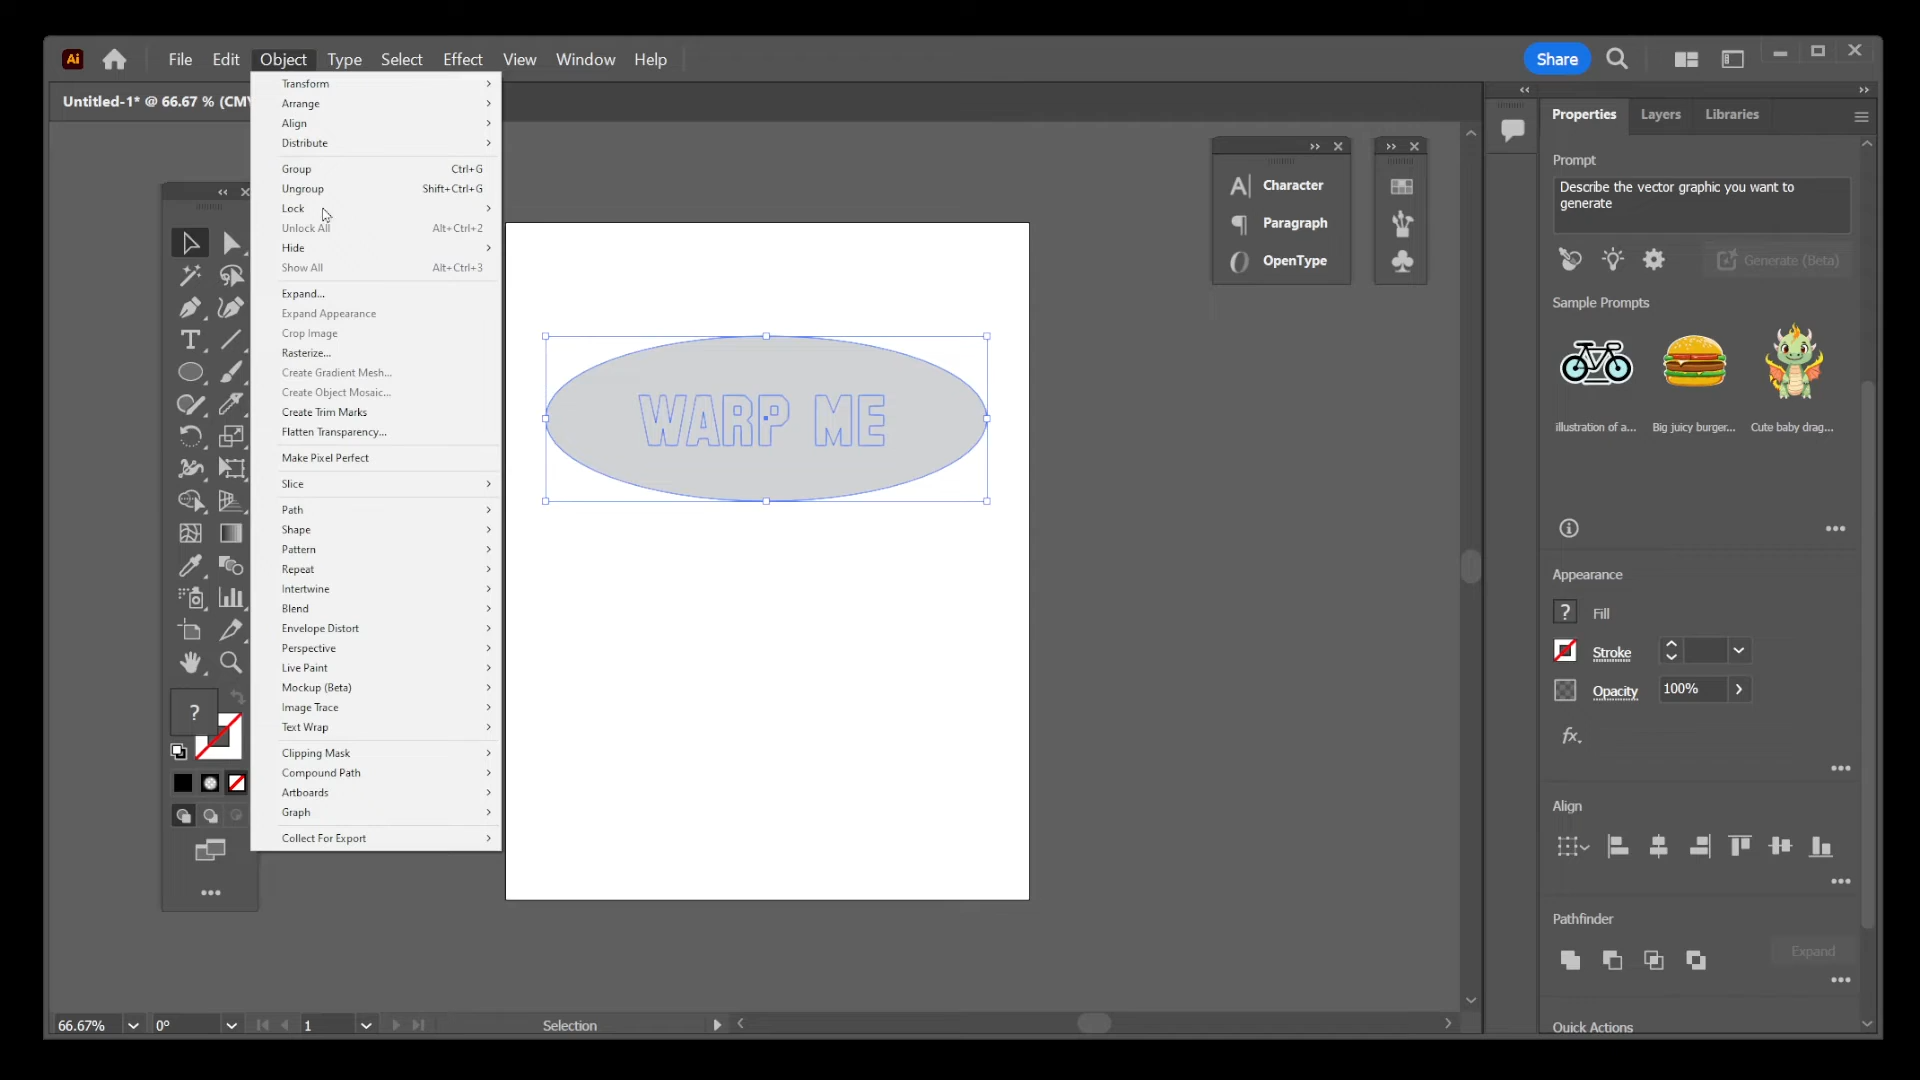 Ai
File Edit Object Type Select Effect View Window Help
Share
Untitled-1* @ 66.67 % (CMY
Transform
Arrange
Align
Distribute
Group Ctrl+G
Ungroup Shift+Ctrl+G
Lock
Unlock All Alt+Ctrl+2
Hide
Show All Alt+Ctrl+3
Expand...
Expand Appearance
Crop Image
Rasterize...
Create Gradient Mesh...
Create Object Mosaic...
Create Trim Marks
Flatten Transparency...
Make Pixel Perfect
Slice
Path
Shape
Pattern
Repeat
Intertwine
Blend
Envelope Distort
Perspective
Live Paint
Mockup (Beta)
Image Trace
Text Wrap
Clipping Mask
Compound Path
Artboards
Graph
Collect For Export
?
WARP ME
Character
Paragraph
OpenType
Properties Layers Libraries
Prompt
Describe the vector graphic you want to
generate
Generate (Beta)
Sample Prompts
illustration of a... Big juicy burger... Cute baby drag...
Appearance
? Fill
Stroke
Opacity 100%
fx.
Align
Pathfinder
Expand
Quick Actions
66.67% 0° 1 Selection